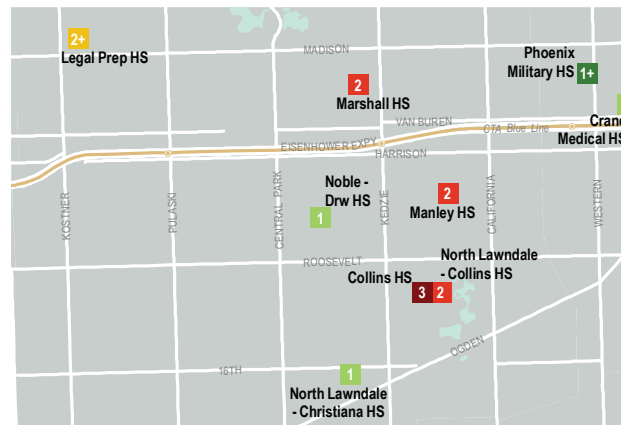 2+
Legal Prep HS
MADISON
Phoenix
Military HS
1+
2
Marshall HS
VAN BUREN
CTA Blue Line
Crane
Medical HS
EISENHOWER EXPY
HARRISON
KOSTNER
PULASKI
CENTRAL PARK
KEDZIE
CALIFORNIA
WESTERN
Noble -
Drw HS
1
2
Manley HS
ROOSEVELT
North Lawndale
- Collins HS
Collins HS
3
2
OGDEN
16TH
1
North Lawndale
- Christiana HS